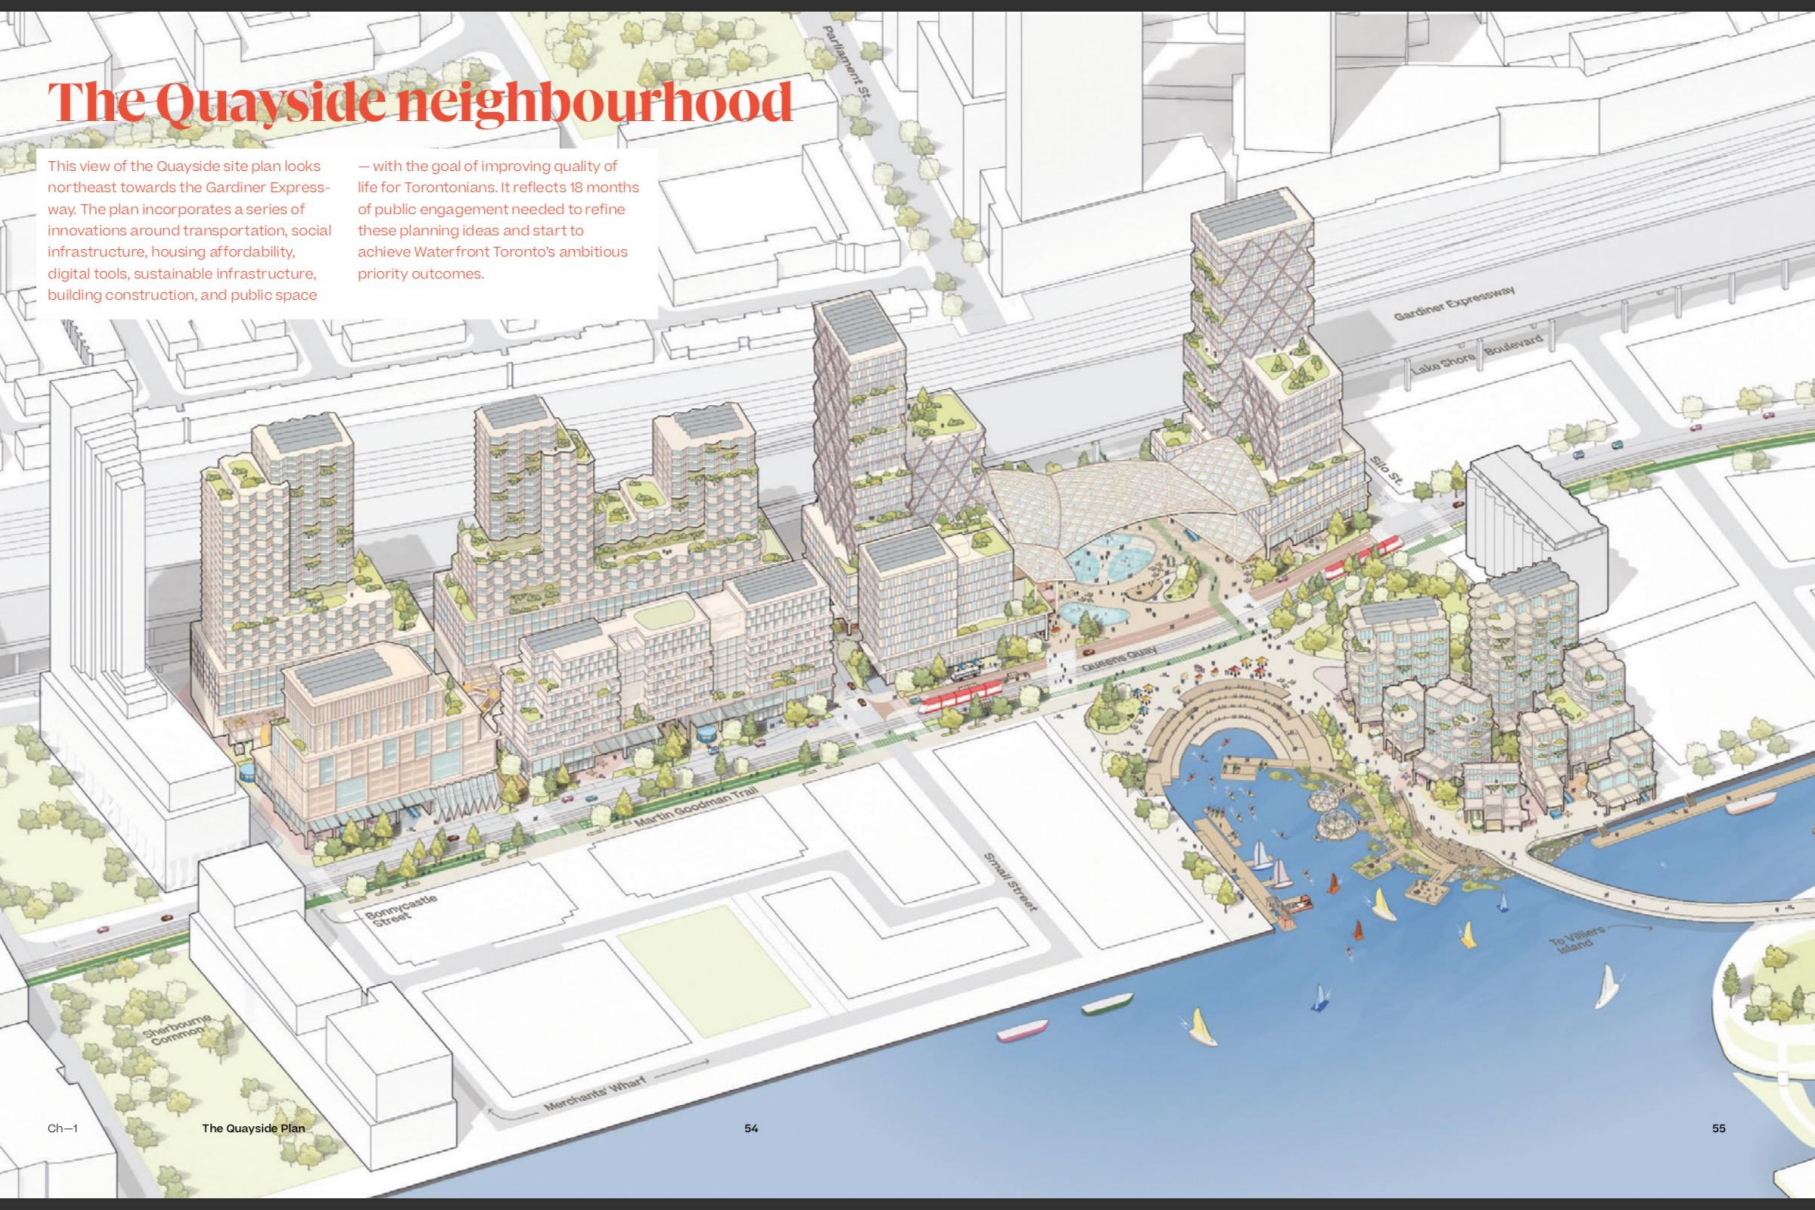 The Quayside neighbourhood
This view of the Quayside site plan looks
northeast towards the Gardiner Express-
way. The plan incorporates a series of
innovations around transportation, social
infrastructure, housing affordability,
digital tools, sustainable infrastructure,
building construction, and public space
— with the goal of improving quality of
life for Torontonians. It reflects 18 months
of public engagement needed to refine
these planning ideas and start to
achieve Waterfront Toronto's ambitious
priority outcomes.
Parliament St.
Gardiner Expressway
Lake Shore Boulevard
Silo St.
Queens Quay
Martin Goodman Trail
Small Street
Bonnycastle
Street
To Villiers
Island
Sherbourne
Common
Merchants' Wharf
Ch—1
The Quayside Plan
54
55